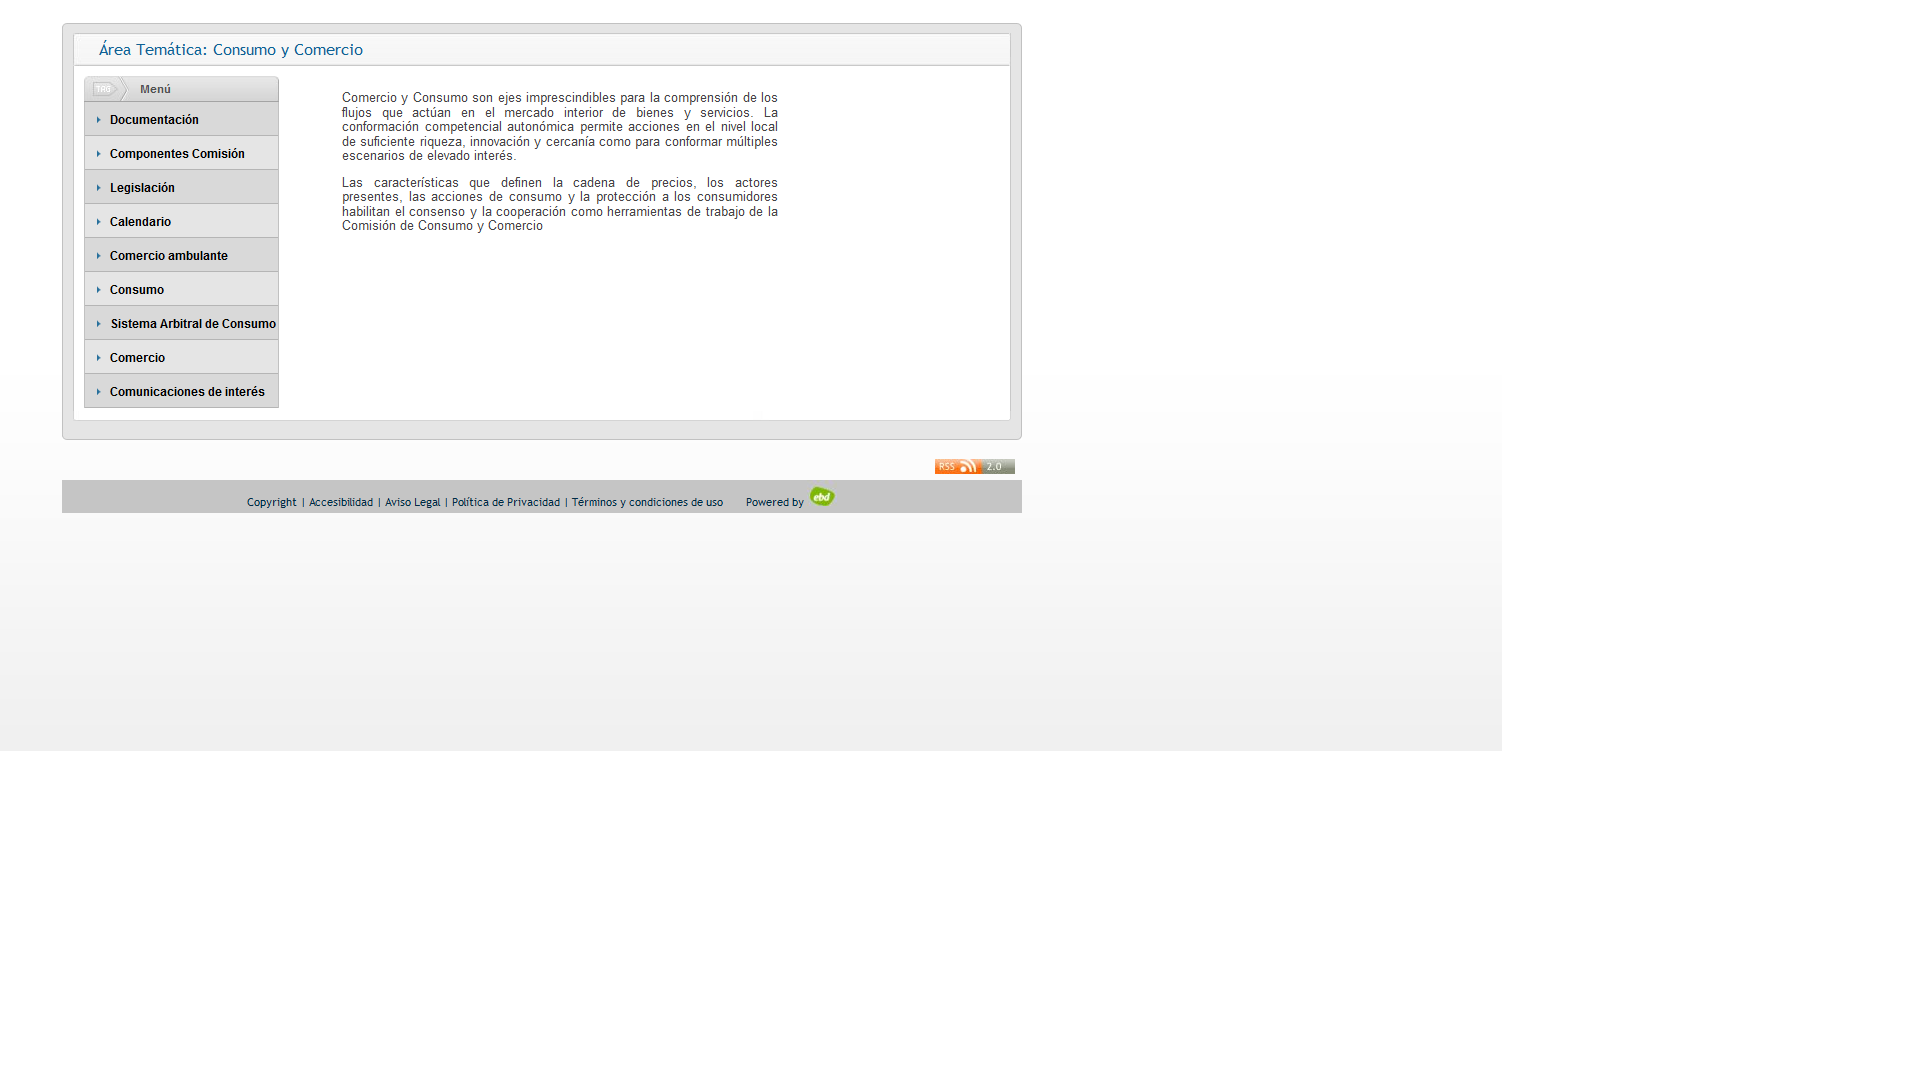 Área Temática: Consumo y Comercio
TAG
Menú
Documentación
Componentes Comisión
Legislación
Calendario
Comercio ambulante
Consumo
Sistema Arbitral de Consumo
Comercio
Comunicaciones de interés
Comercio y Consumo son ejes imprescindibles para la comprensión de los
flujos que actúan en el mercado interior de bienes y servicios. La
conformación competencial autonómica permite acciones en el nivel local
de suficiente riqueza, innovación y cercanía como para conformar múltiples
escenarios de elevado interés.
Las características que definen la cadena de precios, los actores
presentes, las acciones de consumo y la protección a los consumidores
habilitan el consenso y la cooperación como herramientas de trabajo de la
Comisión de Consumo y Comercio
RSS 2.0
Copyright | Accesibilidad | Aviso Legal | Política de Privacidad | Términos y condiciones de uso Powered by ebd